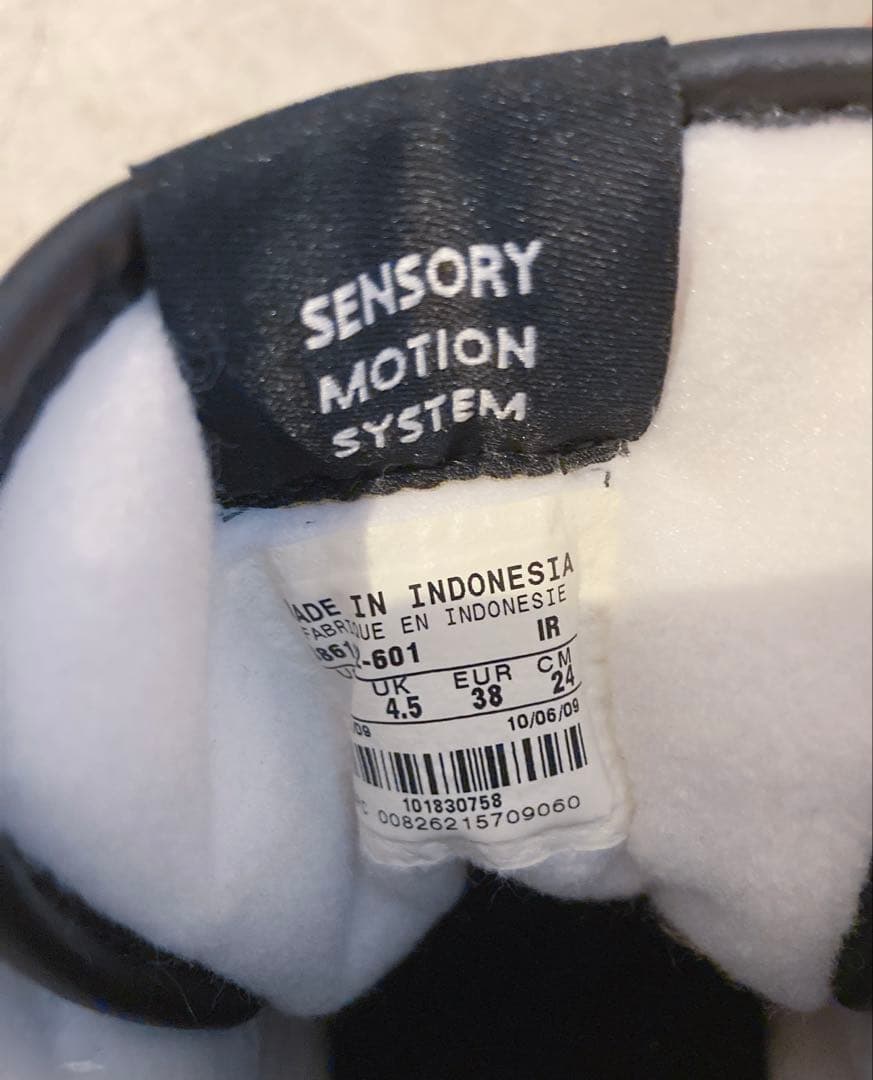 SENSORY
MOTION
SYSTEM
ADE IN INDONESIA
FABRIQUE EN INDONESIE
-601 IR
UK EUR CM
4.5 38 24
/09 10/06/09
101830758
00826215709060